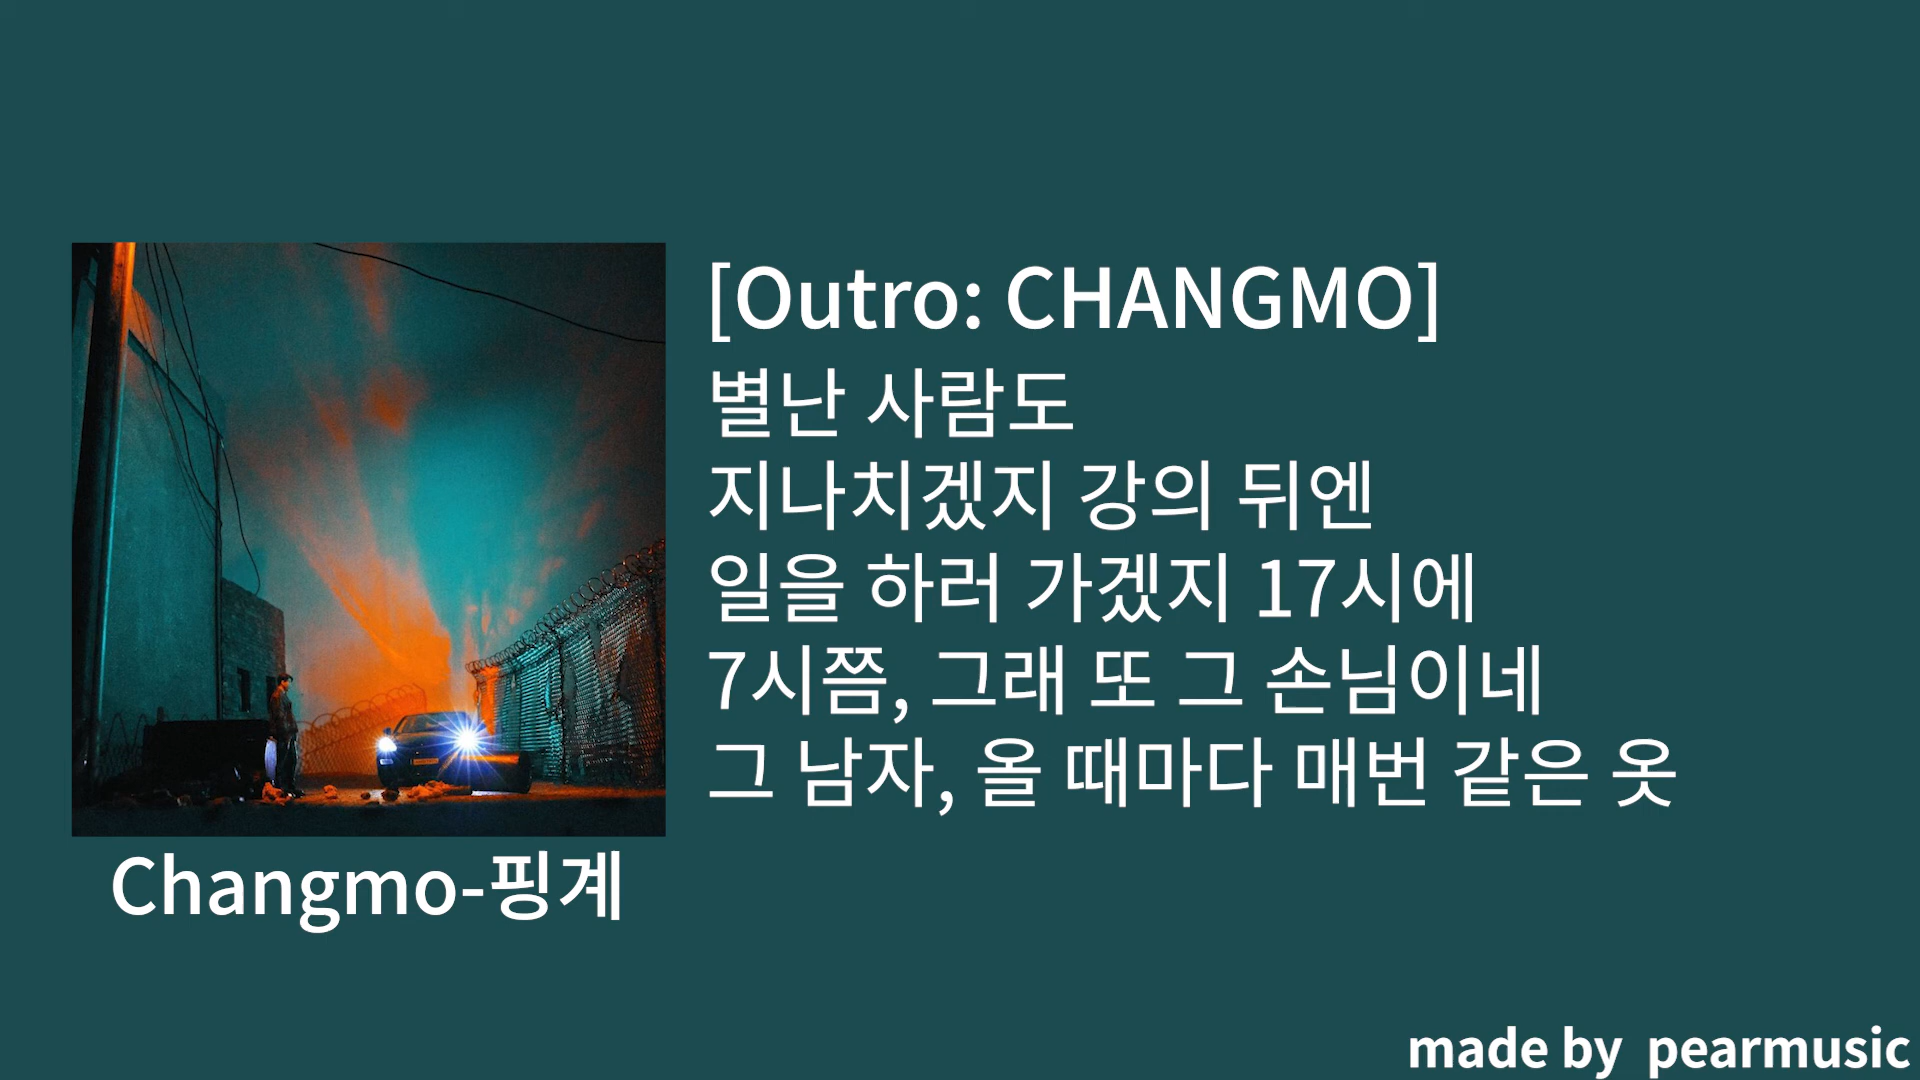 [Outro: CHANGMO]
별난 사람도
지나치겠지 강의 뒤엔
일을 하러 가겠지 17시에
7시쯤, 그래 또 그 손님이네
그 남자, 올 때마다 매번 같은 옷
Changmo-핑계
made by pearmusic